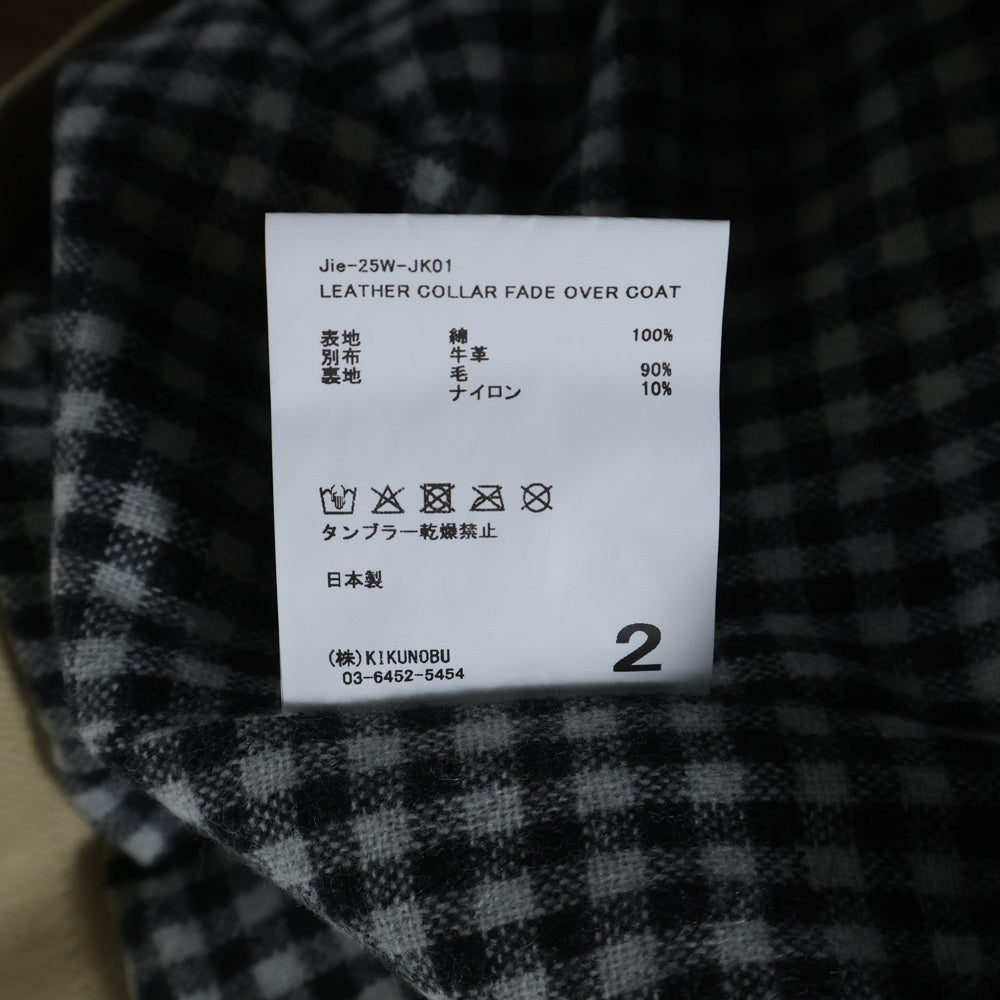 Jie-25W-JK01
LEATHER COLLAR FADE OVER COAT
表地 綿 100%
別布 牛革
裏地 毛 90%
ナイロン 10%
タンブラー乾燥禁止
日本製
2
(株)KIKUNOBU
03-6452-5454